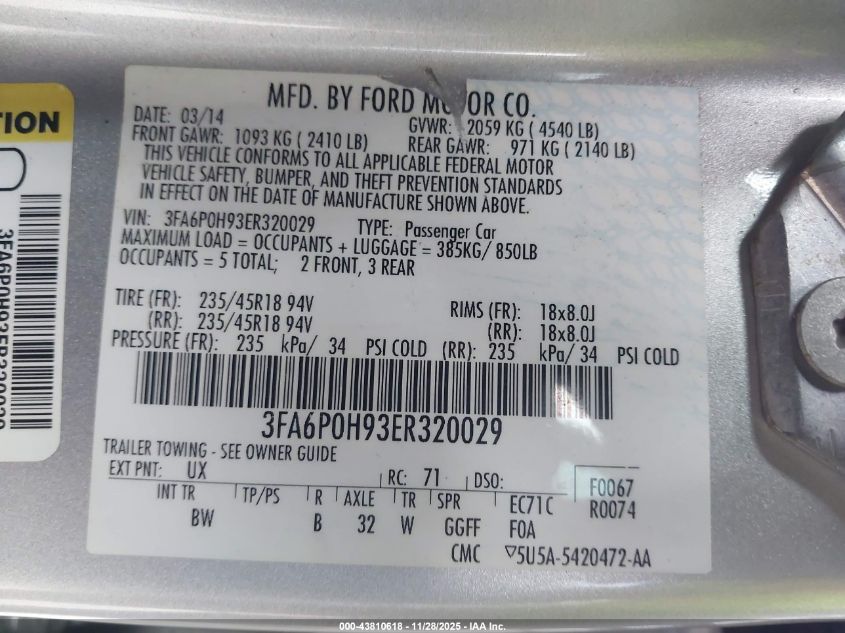 TION
3FA6P0H93ER320029
MFD. BY FORD MOTOR CO.
DATE: 03/14 GVWR: 2059 KG ( 4540 LB)
FRONT GAWR: 1093 KG ( 2410 LB) REAR GAWR: 971 KG ( 2140 LB)
THIS VEHICLE CONFORMS TO ALL APPLICABLE FEDERAL MOTOR
VEHICLE SAFETY, BUMPER, AND THEFT PREVENTION STANDARDS
IN EFFECT ON THE DATE OF MANUFACTURE SHOWN ABOVE.
VIN: 3FA6P0H93ER320029 TYPE: Passenger Car
MAXIMUM LOAD = OCCUPANTS + LUGGAGE = 385KG/ 850LB
OCCUPANTS = 5 TOTAL; 2 FRONT, 3 REAR
TIRE (FR): 235/45R18 94V RIMS (FR): 18x8.0J
(RR): 235/45R18 94V (RR): 18x8.0J
PRESSURE (FR): 235 kPa/ 34 PSI COLD (RR): 235 kPa/ 34 PSI COLD
3FA6P0H93ER320029
TRAILER TOWING - SEE OWNER GUIDE
EXT PNT: UX RC: 71 DSO: F0067
INT TR TP/PS R AXLE TR SPR EC71C R0074
BW B 32 W GGFF F0A
CMC ▽5U5A-5420472-AA
000-43810618 - 11/28/2025 - IAA Inc.